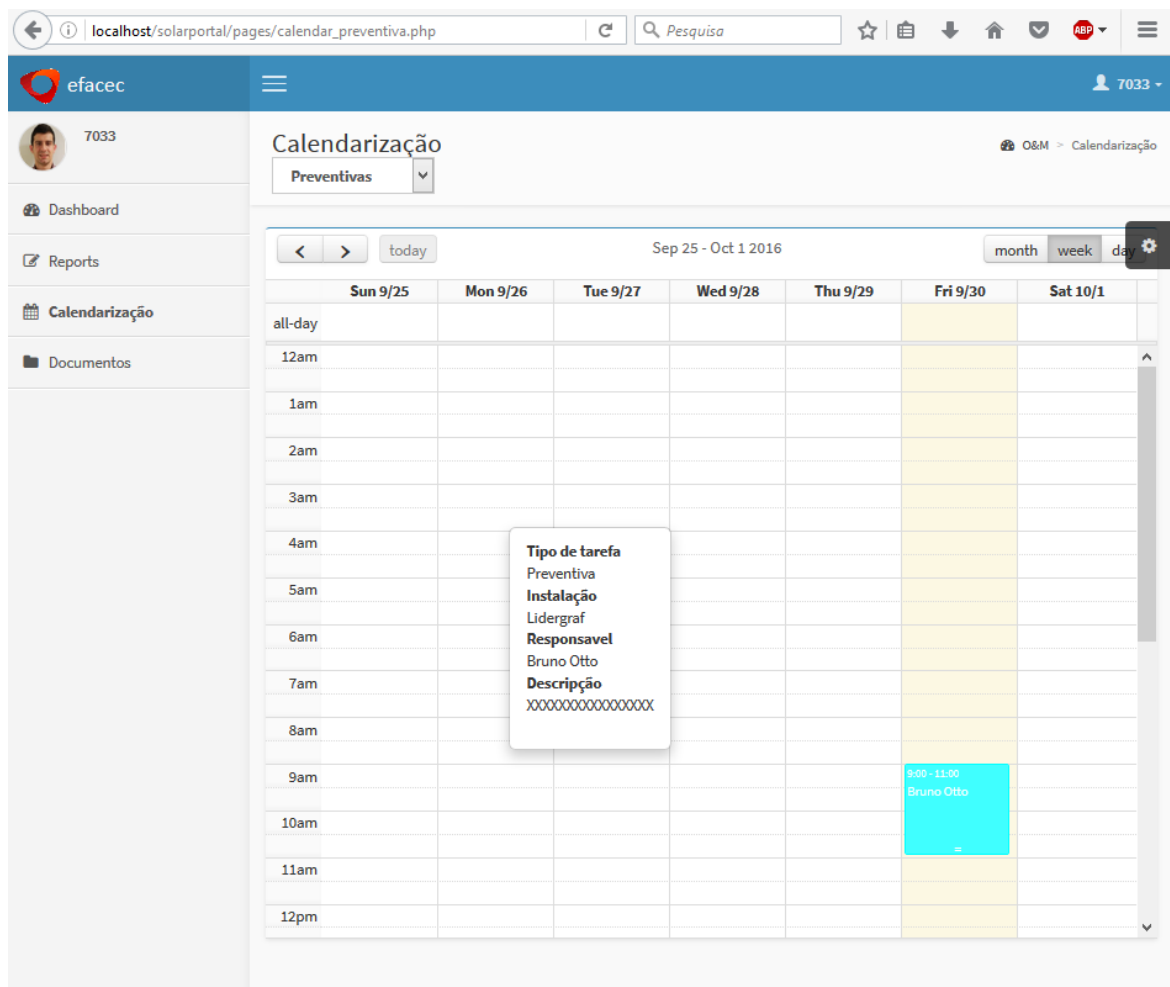 localhost/solarportal/pages/calendar_preventiva.php
Pesquisa
ABP
efacec
7033
7033
Calendarização
O&M > Calendarização
Preventivas
Dashboard
Reports
Calendarização
Documentos
today
Sep 25 - Oct 1 2016
month week day
Sun 9/25 Mon 9/26 Tue 9/27 Wed 9/28 Thu 9/29 Fri 9/30 Sat 10/1
all-day
12am
1am
2am
3am
4am
5am
6am
7am
8am
9am
10am
11am
12pm
Tipo de tarefa
Preventiva
Instalação
Lidergraf
Responsavel
Bruno Otto
Descripção
XXXXXXXXXXXXXXXX
9:00 - 11:00
Bruno Otto